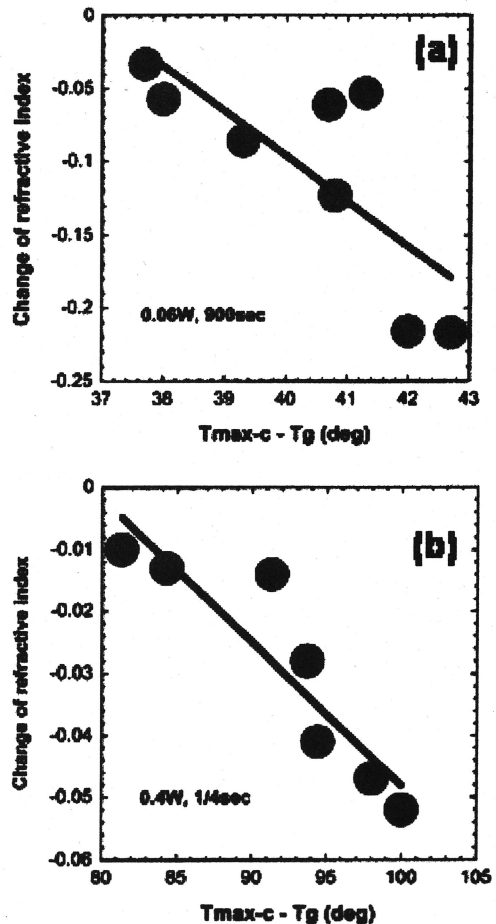 0
[a]
-0.05
-0.1
-0.15
-0.2
-0.25
Change of refractive index
0.06W, 900sec
37 38 39 40 41 42 43
Tmax-c - Tg (deg)
0
[b]
-0.01
-0.02
-0.03
-0.04
-0.05
-0.06
Change of refractive index
0.4W, 1/4sec
80 85 90 95 100 105
Tmax-c - Tg (deg)